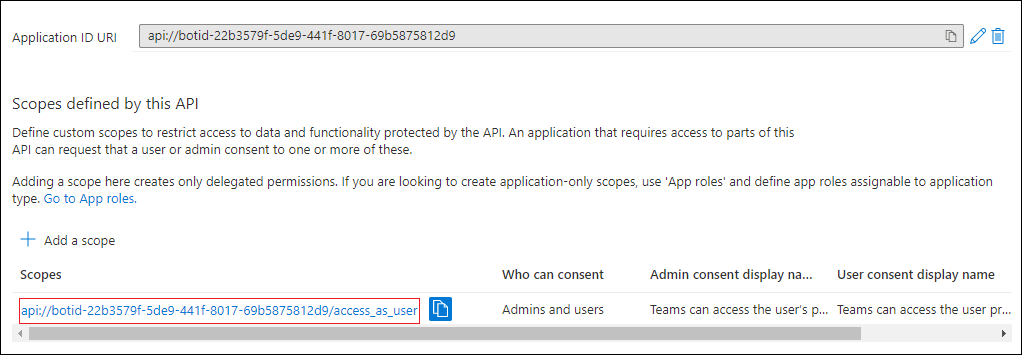 Application ID URI api://botid-22b3579f-5de9-441f-8017-69b5875812d9
Scopes defined by this API
Define custom scopes to restrict access to data and functionality protected by the API. An application that requires access to parts of this
API can request that a user or admin consent to one or more of these.
Adding a scope here creates only delegated permissions. If you are looking to create application-only scopes, use 'App roles' and define app roles assignable to application
type. Go to App roles.
Add a scope
Scopes Who can consent Admin consent display na... User consent display name
api://botid-22b3579f-5de9-441f-8017-69b5875812d9/access_as_user Admins and users Teams can access the user's p... Teams can access the user pr...